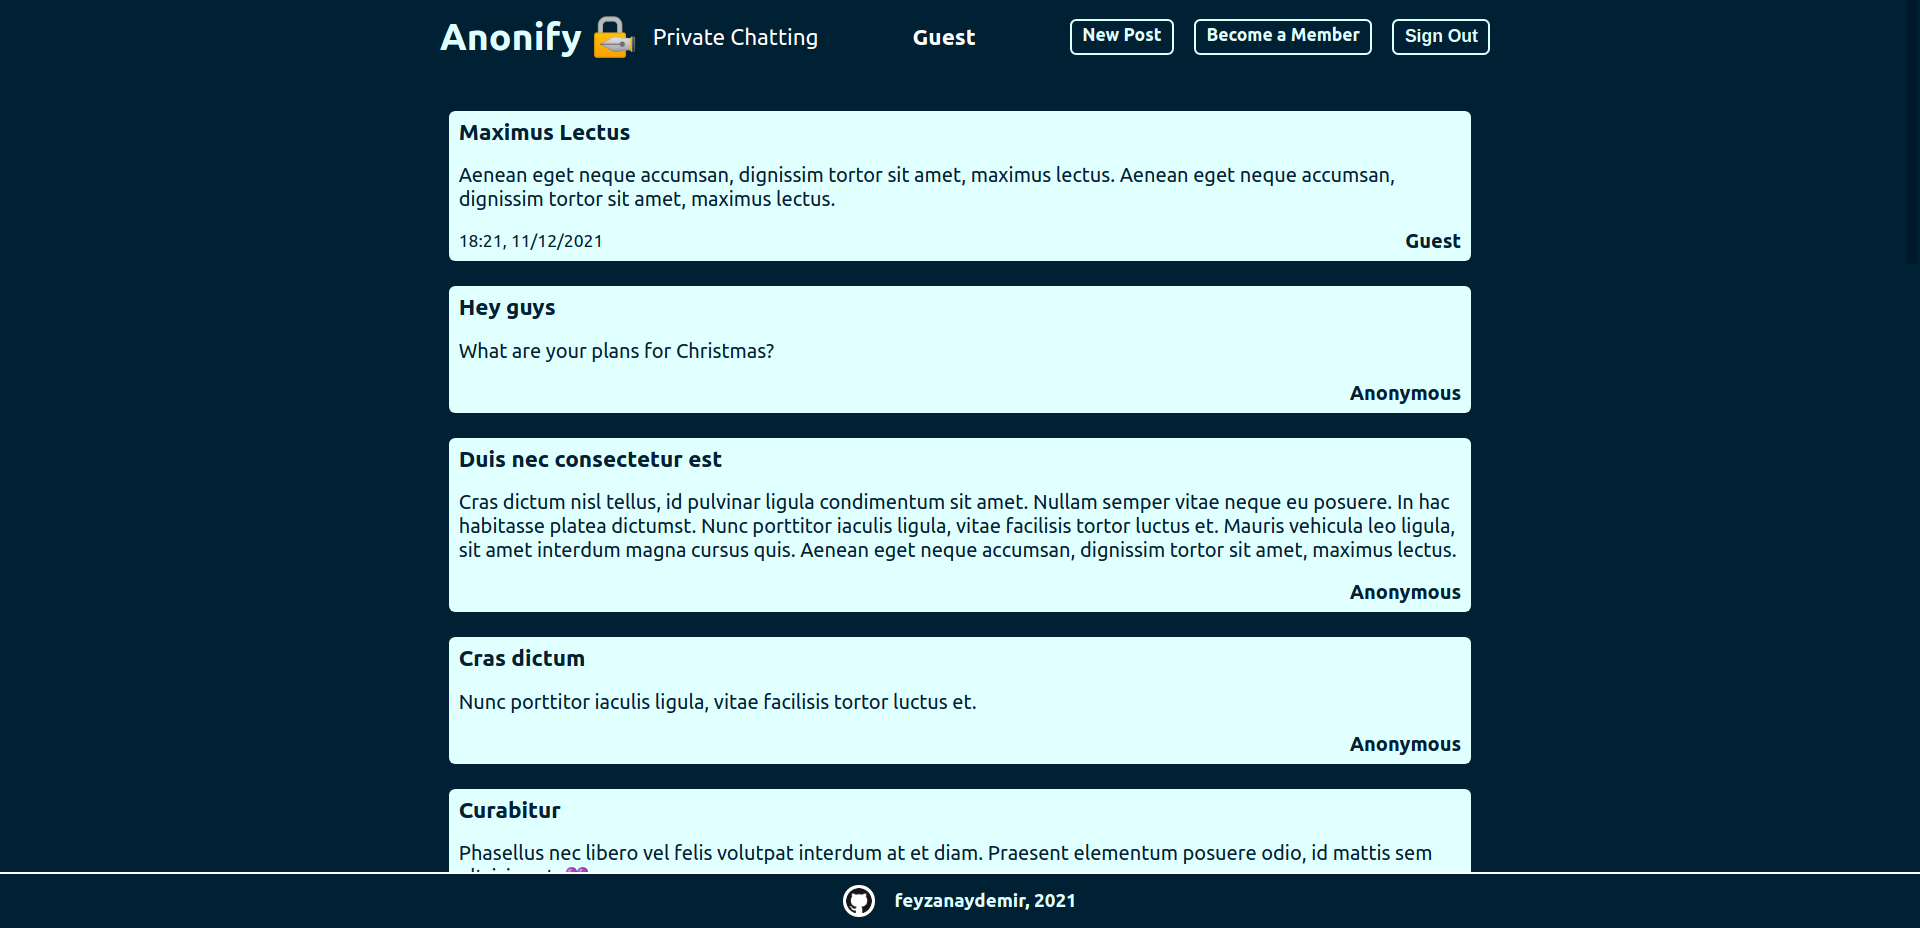 Anonify Private Chatting Guest New Post Become a Member Sign Out
Maximus Lectus
Aenean eget neque accumsan, dignissim tortor sit amet, maximus lectus. Aenean eget neque accumsan,
dignissim tortor sit amet, maximus lectus.
18:21, 11/12/2021 Guest
Hey guys
What are your plans for Christmas?
Anonymous
Duis nec consectetur est
Cras dictum nisl tellus, id pulvinar ligula condimentum sit amet. Nullam semper vitae neque eu posuere. In hac
habitasse platea dictumst. Nunc porttitor iaculis ligula, vitae facilisis tortor luctus et. Mauris vehicula leo ligula,
sit amet interdum magna cursus quis. Aenean eget neque accumsan, dignissim tortor sit amet, maximus lectus.
Anonymous
Cras dictum
Nunc porttitor iaculis ligula, vitae facilisis tortor luctus et.
Anonymous
Curabitur
Phasellus nec libero vel felis volutpat interdum at et diam. Praesent elementum posuere odio, id mattis sem
feyzanaydemir, 2021